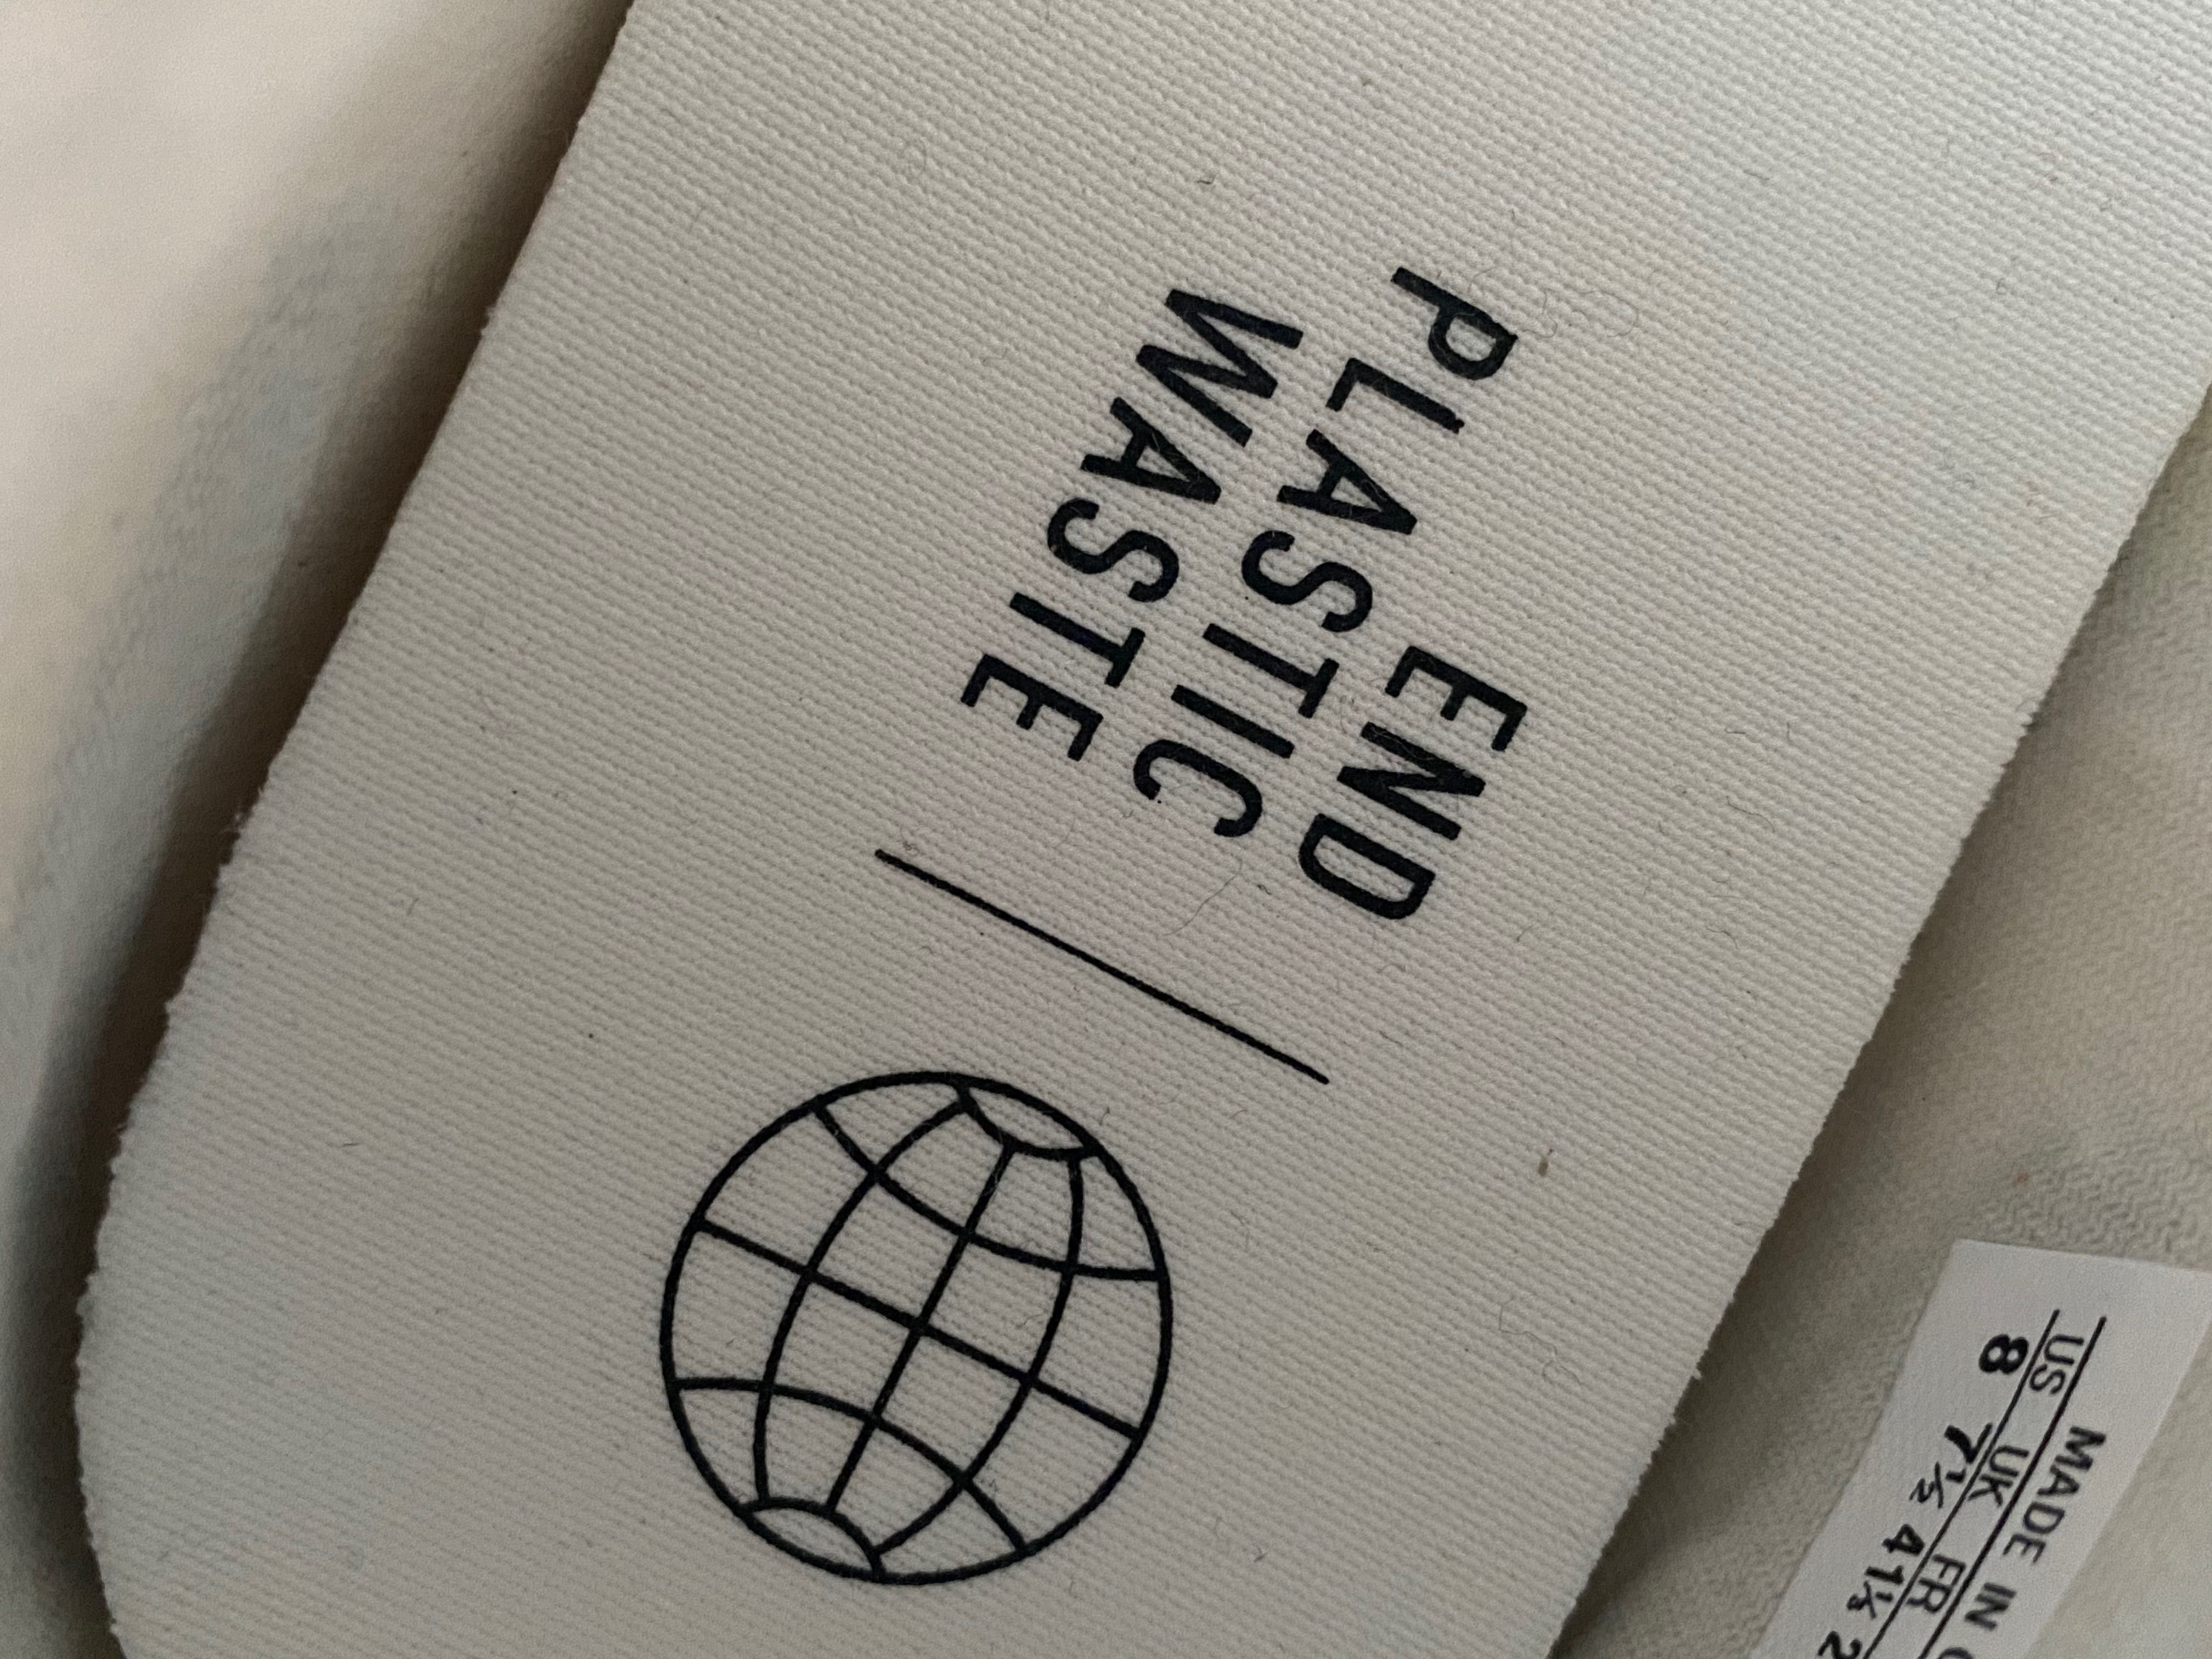 END
PLASTIC
WASTE
MADE IN
US UK FR
8 7½ 41⅓